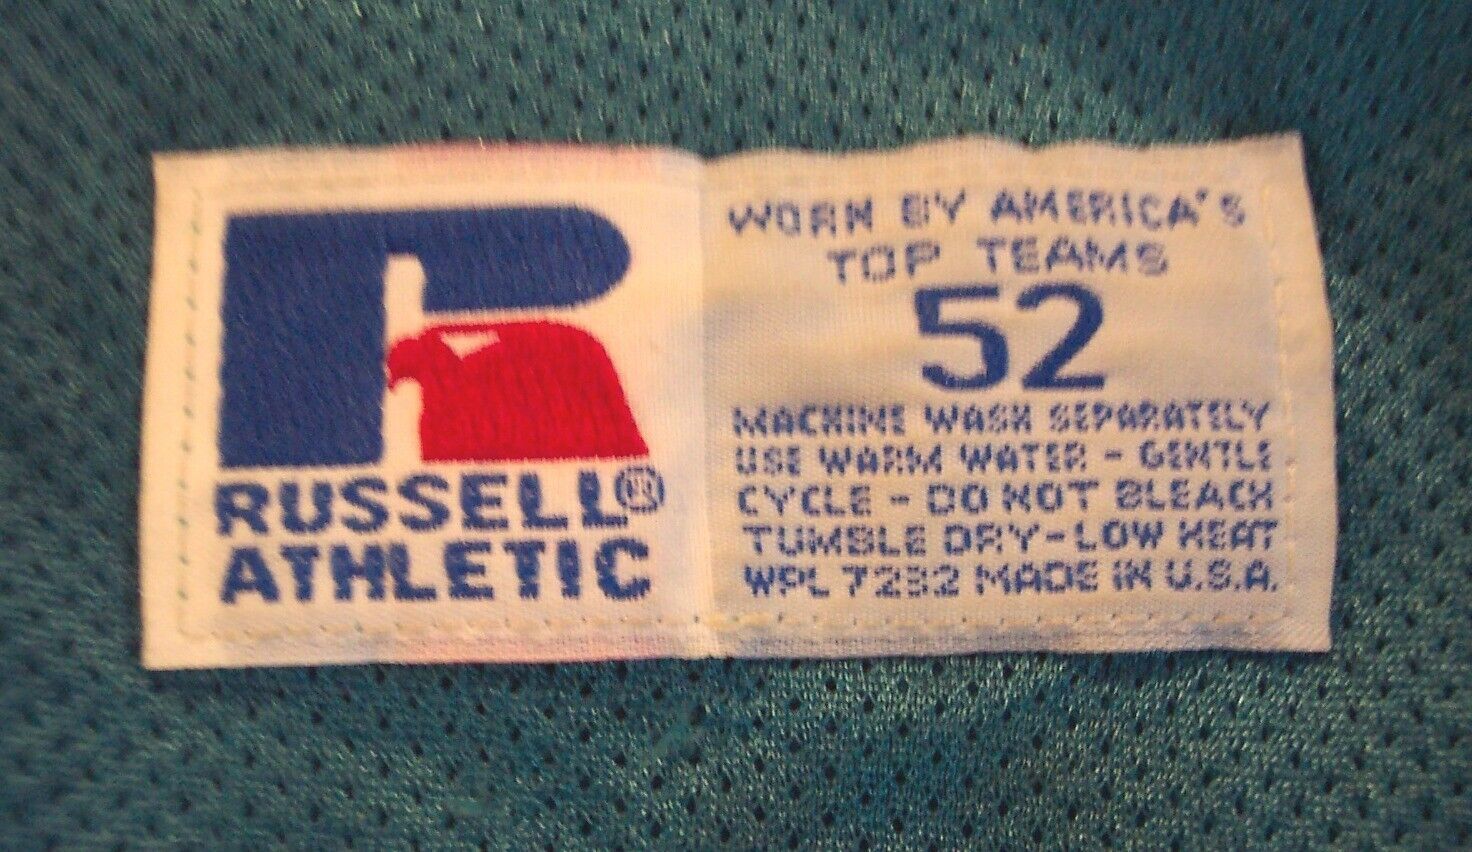 RUSSELL®
ATHLETIC
WORN BY AMERICA'S
TOP TEAMS
52
MACHINE WASH SEPARATELY
USE WARM WATER - GENTLE
CYCLE - DO NOT BLEACH
TUMBLE DRY - LOW HEAT
WPL 7232 MADE IN U.S.A.